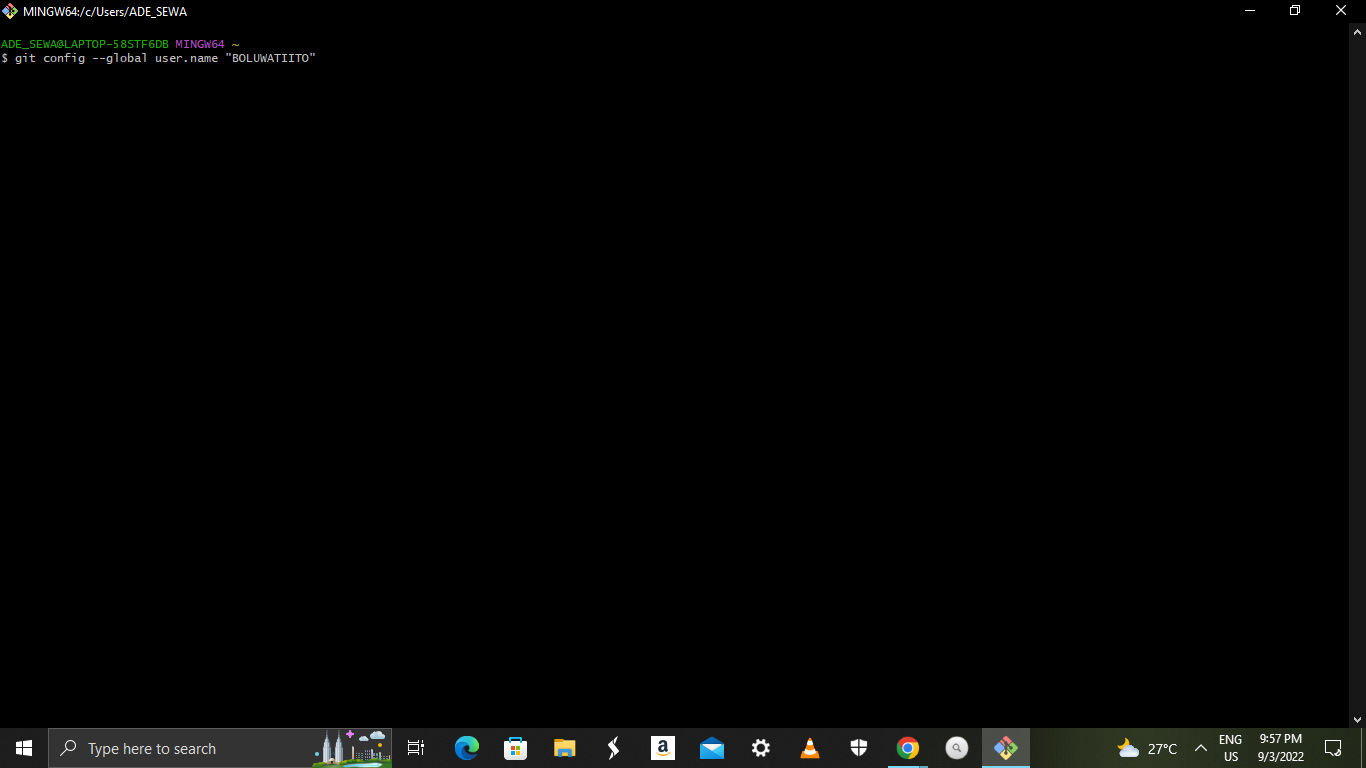 MINGW64:/c/Users/ADE_SEWA
ADE_SEWA@LAPTOP-58STF6DB MINGW64 ~
$ git config --global user.name "BOLUWATIITO"
Type here to search
a
27°C
ENG
US
9:57 PM
9/3/2022